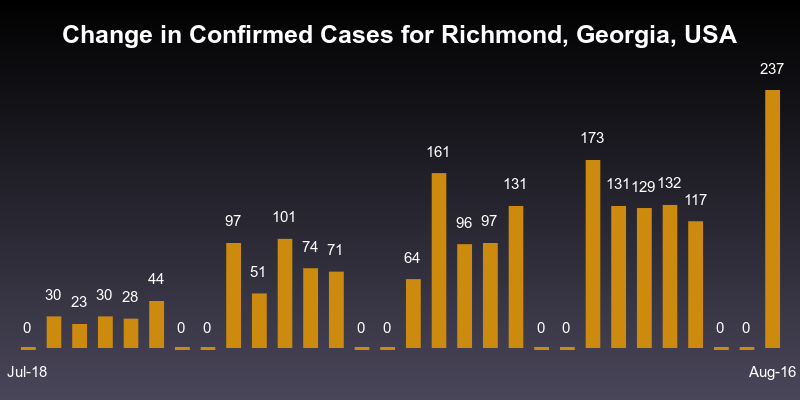 Change in Confirmed Cases for Richmond, Georgia, USA
237
173
161
131
131 129 132
117
97
101
96 97
74 71
64
51
44
30 23 30 28
0 0 0 0 0 0 0 0 0
Jul-18 Aug-16